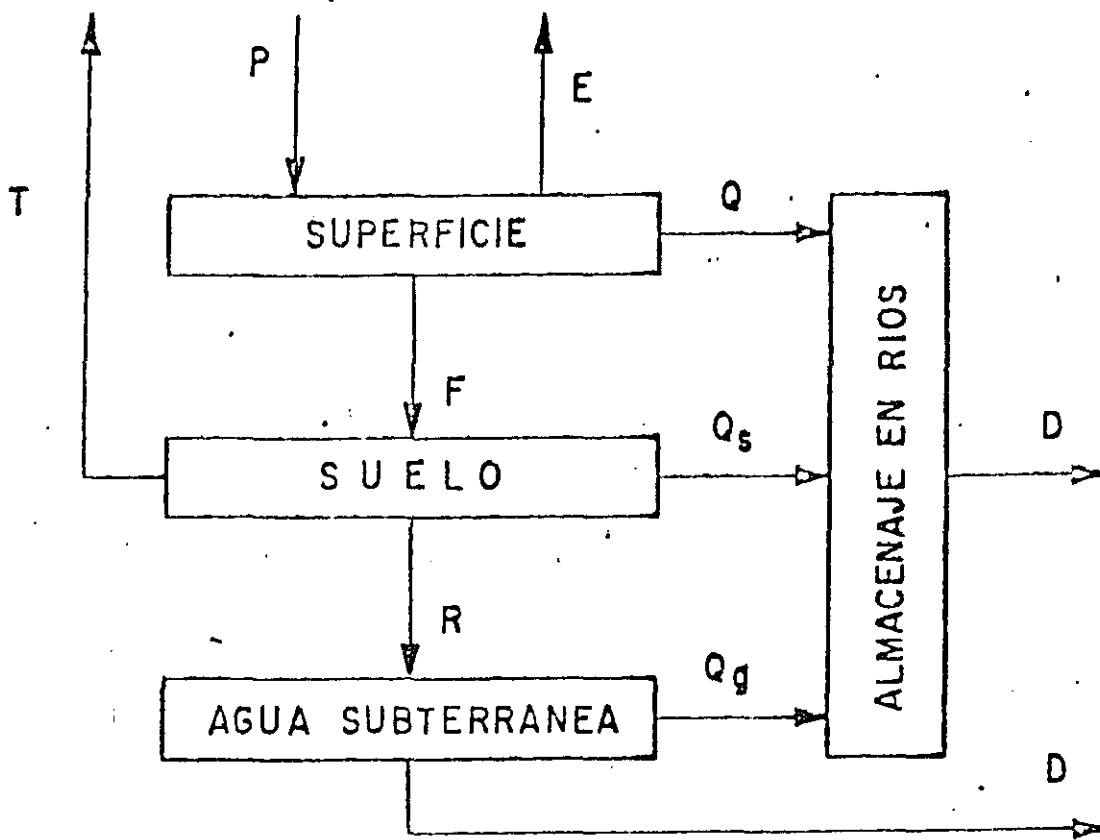 P
E
T
SUPERFICIE
Q
F
SUELO
Qs
ALMACENAJE EN RIOS
D
R
AGUA SUBTERRANEA
Qg
D